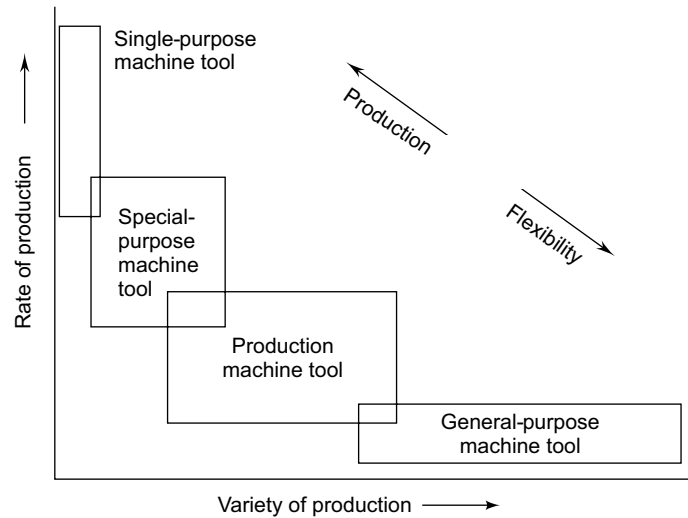 Single-purpose
machine tool
Production
Flexibility
Rate of production
Special-
purpose
machine
tool
Production
machine tool
General-purpose
machine tool
Variety of production